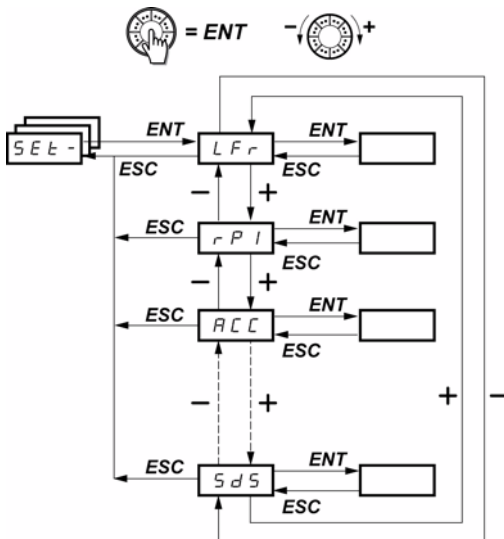 = ENT − +
ENT
SEt- LFr
ESC ENT
ESC
− +
rPI
ESC ENT
ESC
− +
ACC
ESC ENT
ESC
− + + −
SdS
ESC ENT
ESC